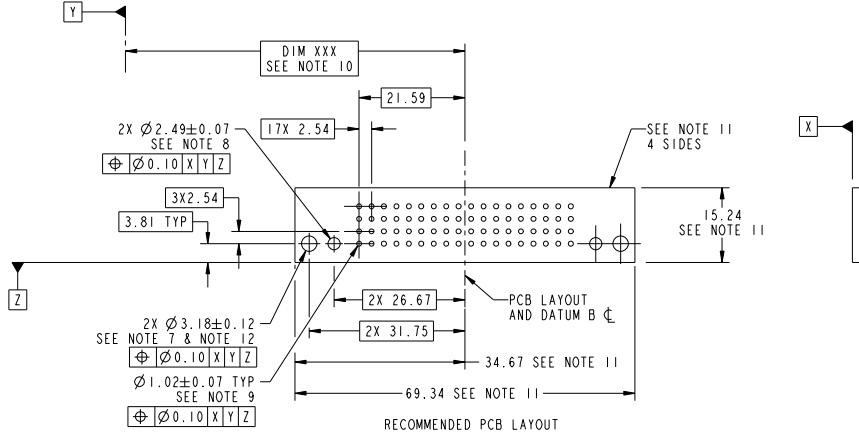 Y
DIM XXX
SEE NOTE 10
21.59
2X Ø2.49±0.07
SEE NOTE 8
⌖ Ø0.10 X Y Z
17X 2.54
SEE NOTE 11
4 SIDES
X
3X2.54
3.81 TYP
15.24
SEE NOTE 11
Z
2X 26.67
PCB LAYOUT
AND DATUM B ℄
2X Ø3.18±0.12
SEE NOTE 7 & NOTE 12
⌖ Ø0.10 X Y Z
2X 31.75
34.67 SEE NOTE 11
Ø1.02±0.07 TYP
SEE NOTE 9
⌖ Ø0.10 X Y Z
69.34 SEE NOTE 11
RECOMMENDED PCB LAYOUT